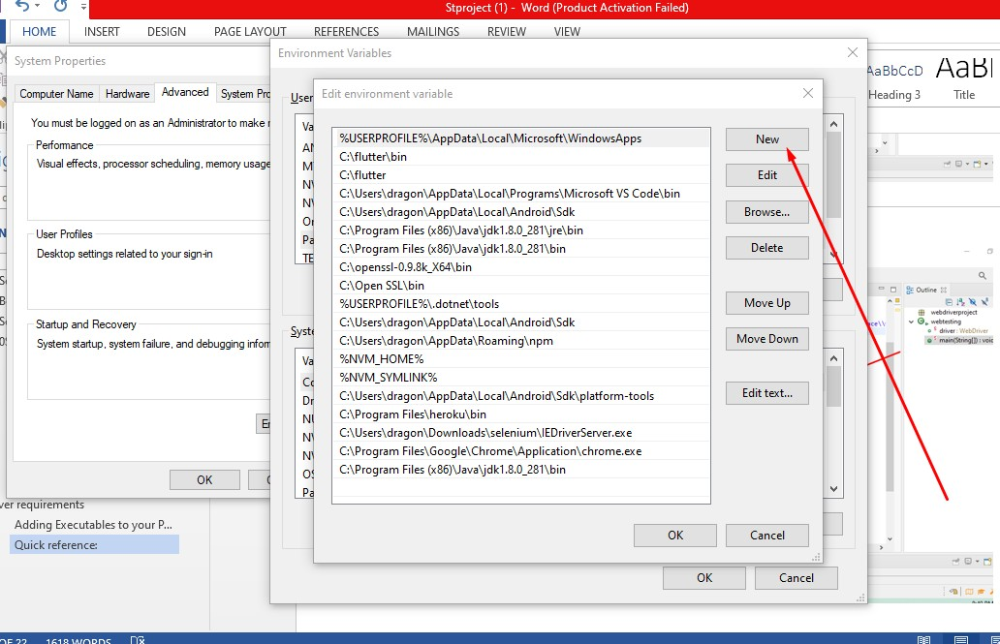 Stproject (1) - Word (Product Activation Failed)
HOME INSERT DESIGN PAGE LAYOUT REFERENCES MAILINGS REVIEW VIEW
System Properties
Computer Name Hardware Advanced System Pro
You must be logged on as an Administrator to make
Performance
Visual effects, processor scheduling, memory usage
User Profiles
Desktop settings related to your sign-in
Startup and Recovery
System startup, system failure, and debugging infor
OK
Environment Variables
User
Va
Edit environment variable
%USERPROFILE%\AppData\Local\Microsoft\WindowsApps
C:\flutter\bin
C:\flutter
C:\Users\dragon\AppData\Local\Programs\Microsoft VS Code\bin
C:\Users\dragon\AppData\Local\Android\Sdk
C:\Program Files (x86)\Java\jdk1.8.0_281\jre\bin
C:\Program Files (x86)\Java\jdk1.8.0_281\bin
C:\openssl-0.9.8k_X64\bin
C:\Open SSL\bin
%USERPROFILE%\.dotnet\tools
C:\Users\dragon\AppData\Local\Android\Sdk
C:\Users\dragon\AppData\Roaming\npm
%NVM_HOME%
%NVM_SYMLINK%
C:\Users\dragon\AppData\Local\Android\Sdk\platform-tools
C:\Program Files\heroku\bin
C:\Users\dragon\Downloads\selenium\IEDriverServer.exe
C:\Program Files\Google\Chrome\Application\chrome.exe
C:\Program Files (x86)\Java\jdk1.8.0_281\bin
New
Edit
Browse...
Delete
Move Up
Move Down
Edit text...
OK Cancel
Syste
Va
OK Cancel
AaBbCcD AaBb
Heading 3 Title
Outline
webdriverproject
webtesting
driver : WebDriver
main(String[]) : void
ver requirements
Adding Executables to your P...
Quick reference:
OF 22 1618 WORDS